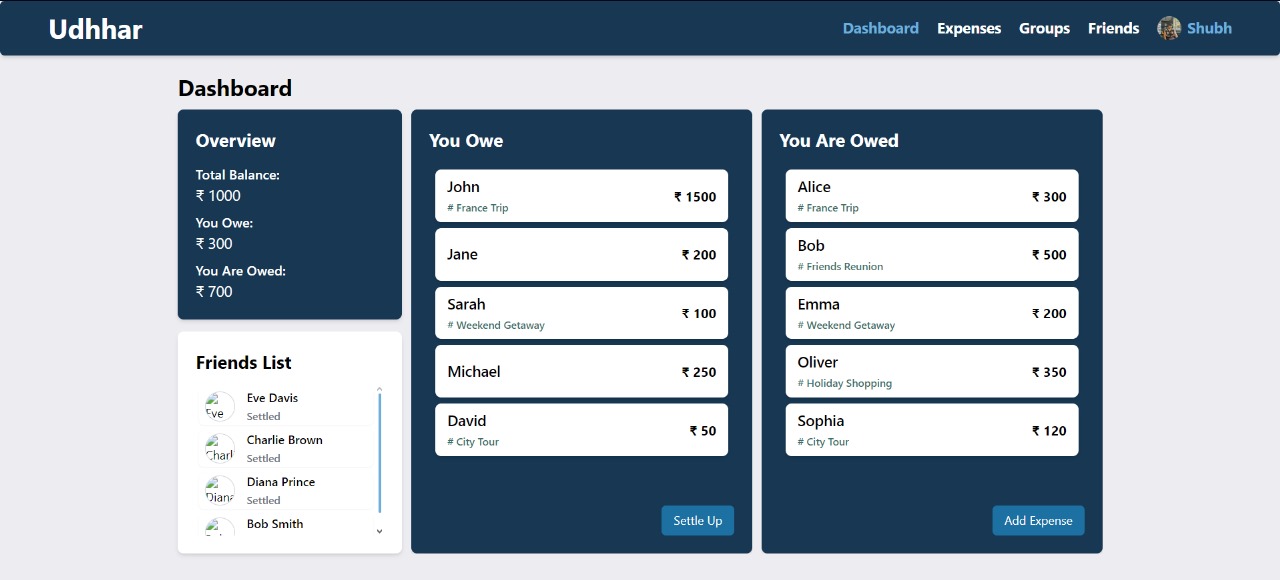 Udhhar
Dashboard Expenses Groups Friends Shubh
Dashboard
Overview
Total Balance:
₹ 1000
You Owe:
₹ 300
You Are Owed:
₹ 700
Friends List
Eve
Eve Davis
Settled
Charl
Charlie Brown
Settled
Diana
Diana Prince
Settled
Bob Smith
You Owe
John ₹ 1500
# France Trip
Jane ₹ 200
Sarah ₹ 100
# Weekend Getaway
Michael ₹ 250
David ₹ 50
# City Tour
Settle Up
You Are Owed
Alice ₹ 300
# France Trip
Bob ₹ 500
# Friends Reunion
Emma ₹ 200
# Weekend Getaway
Oliver ₹ 350
# Holiday Shopping
Sophia ₹ 120
# City Tour
Add Expense